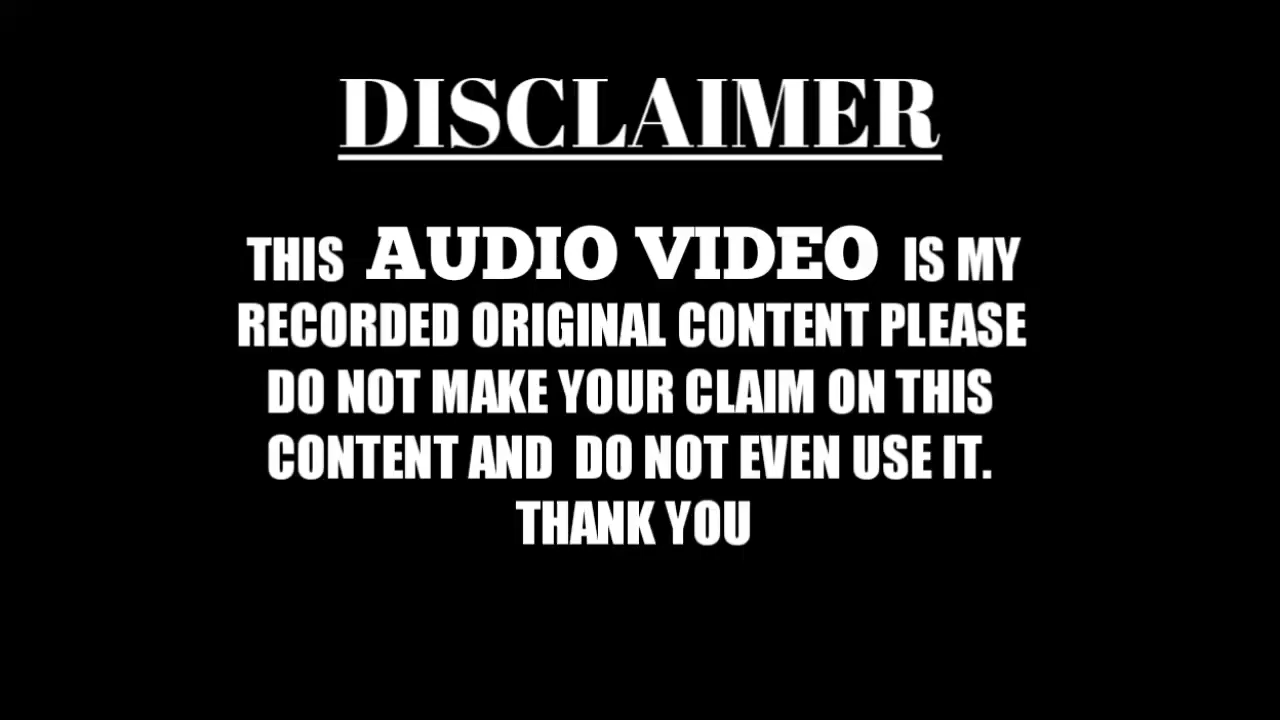 DISCLAIMER
THIS AUDIO VIDEO IS MY
RECORDED ORIGINAL CONTENT PLEASE
DO NOT MAKE YOUR CLAIM ON THIS
CONTENT AND DO NOT EVEN USE IT.
THANK YOU